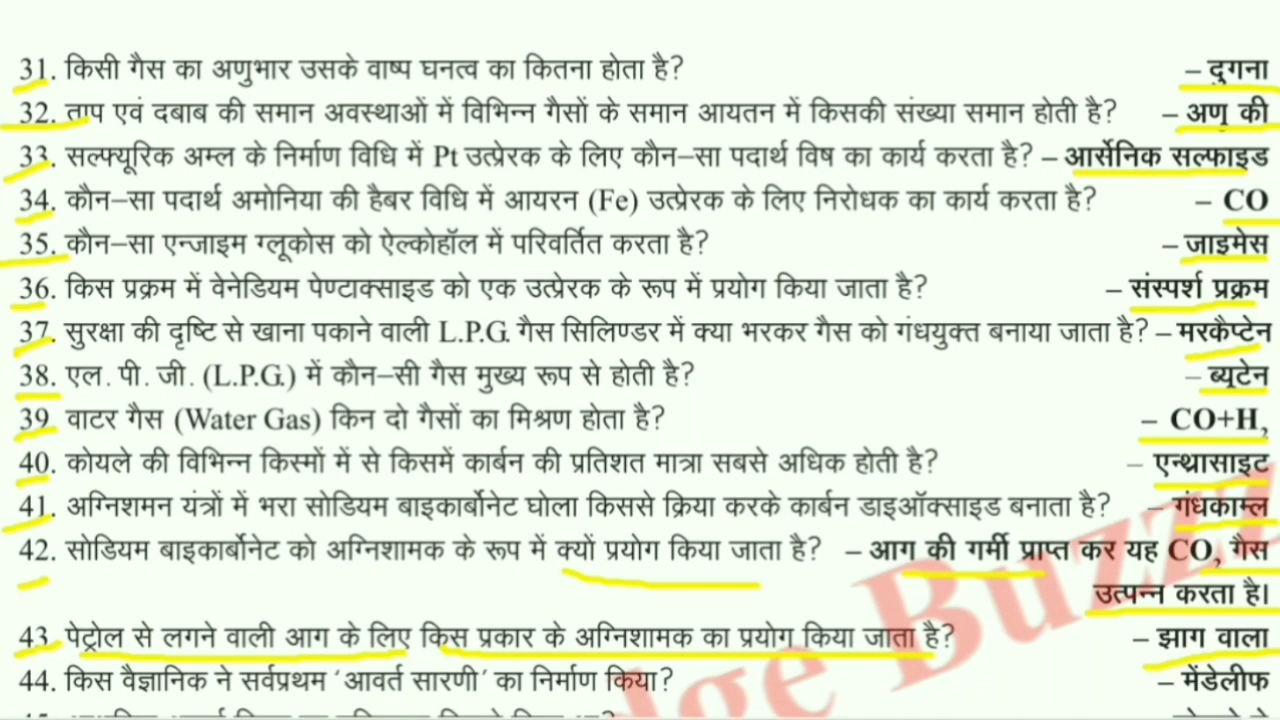 31. किसी गैस का अणुभार उसके वाष्प घनत्व का कितना होता है? – दुगना
32. ताप एवं दबाब की समान अवस्थाओं में विभिन्न गैसों के समान आयतन में किसकी संख्या समान होती है? – अणु की
33. सल्फ्यूरिक अम्ल के निर्माण विधि में Pt उत्प्रेरक के लिए कौन–सा पदार्थ विष का कार्य करता है? – आर्सेनिक सल्फाइड
34. कौन–सा पदार्थ अमोनिया की हैबर विधि में आयरन (Fe) उत्प्रेरक के लिए निरोधक का कार्य करता है? – CO
35. कौन–सा एन्जाइम ग्लूकोस को ऐल्कोहॉल में परिवर्तित करता है? – जाइमेस
36. किस प्रक्रम में वेनेडियम पेण्टाक्साइड को एक उत्प्रेरक के रूप में प्रयोग किया जाता है? – संस्पर्श प्रक्रम
37. सुरक्षा की दृष्टि से खाना पकाने वाली L.P.G. गैस सिलिण्डर में क्या भरकर गैस को गंधयुक्त बनाया जाता है? – मरकैप्टेन
38. एल. पी. जी. (L.P.G.) में कौन–सी गैस मुख्य रूप से होती है? – ब्यूटेन
39. वाटर गैस (Water Gas) किन दो गैसों का मिश्रण होता है? – CO+H₂
40. कोयले की विभिन्न किस्मों में से किसमें कार्बन की प्रतिशत मात्रा सबसे अधिक होती है? – एन्थ्रासाइट
41. अग्निशमन यंत्रों में भरा सोडियम बाइकार्बोनेट घोला किससे क्रिया करके कार्बन डाइऑक्साइड बनाता है? – गंधकाम्ल
42. सोडियम बाइकार्बोनेट को अग्निशामक के रूप में क्यों प्रयोग किया जाता है? – आग की गर्मी प्राप्त कर यह CO₂ गैस
उत्पन्न करता है।
43. पेट्रोल से लगने वाली आग के लिए किस प्रकार के अग्निशामक का प्रयोग किया जाता है? – झाग वाला
44. किस वैज्ञानिक ने सर्वप्रथम ‘आवर्त सारणी’ का निर्माण किया? – मेंडेलीफ